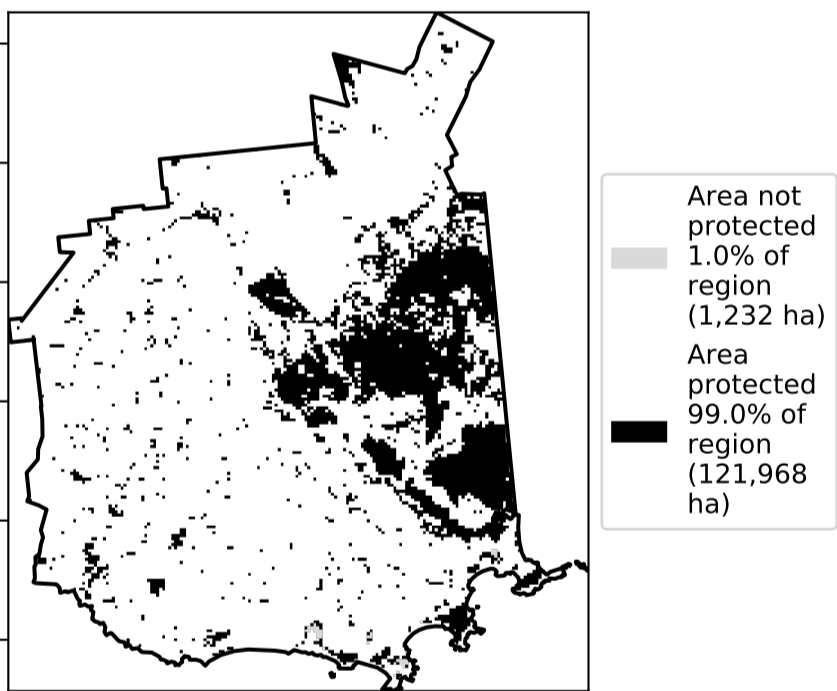 Area not
protected
1.0% of
region
(1,232 ha)
Area
protected
99.0% of
region
(121,968
ha)